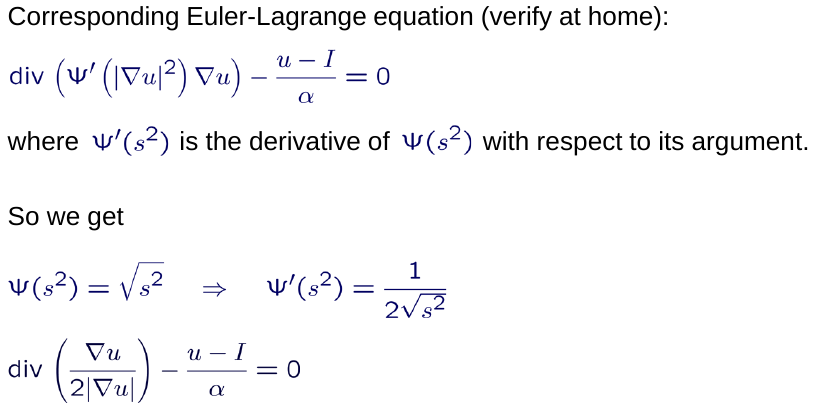 Corresponding Euler-Lagrange equation (verify at home):
div (Ψ′ (|∇u|²) ∇u) − (u − I)/α = 0
where Ψ′(s²) is the derivative of Ψ(s²) with respect to its argument.
So we get
Ψ(s²) = √s² ⇒ Ψ′(s²) = 1/(2√s²)
div (∇u/(2|∇u|)) − (u − I)/α = 0